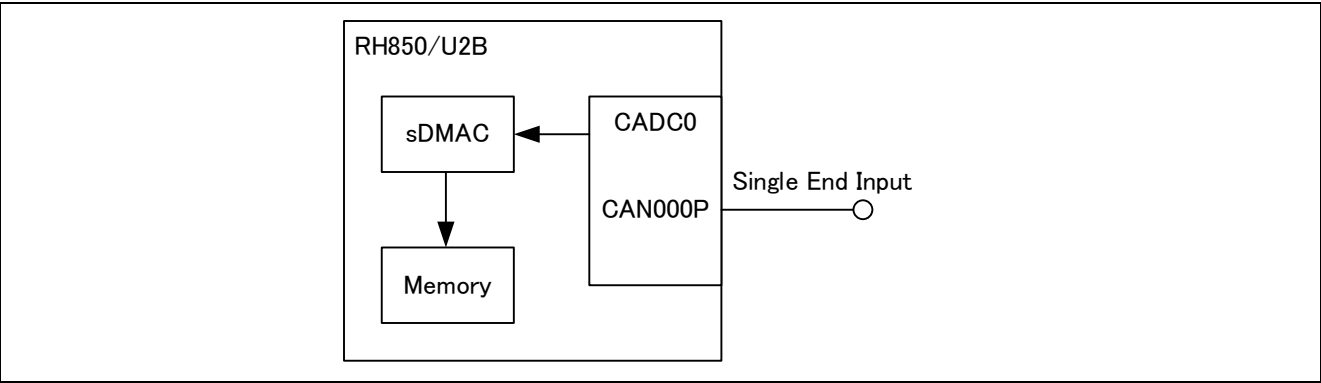 RH850/U2B
sDMAC
CADC0
Single End Input
CAN000P
Memory